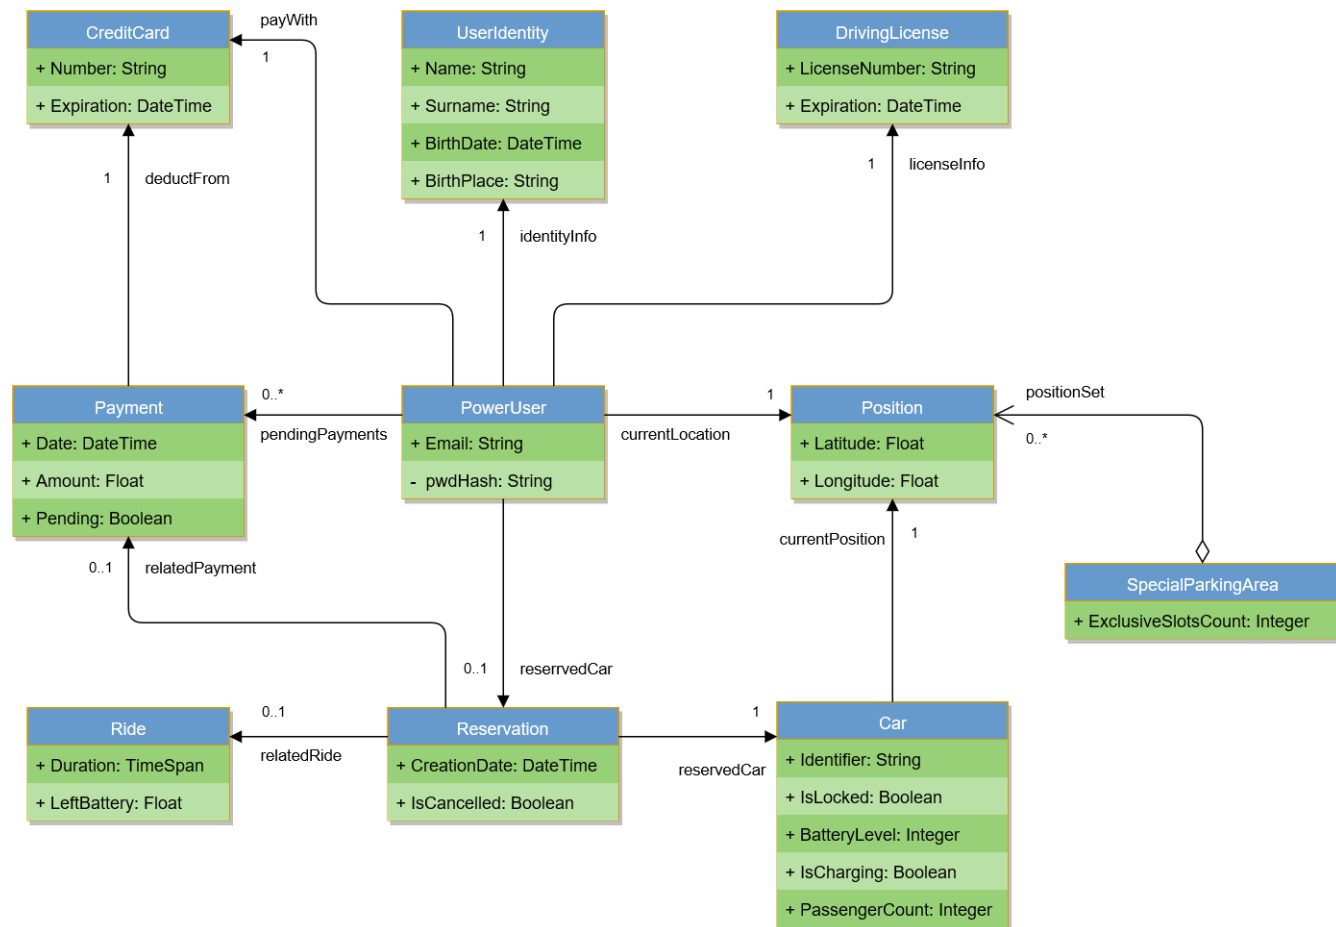 CreditCard
+ Number: String
+ Expiration: DateTime
payWith
1
UserIdentity
+ Name: String
+ Surname: String
+ BirthDate: DateTime
+ BirthPlace: String
DrivingLicense
+ LicenseNumber: String
+ Expiration: DateTime
1
deductFrom
1
identityInfo
1
licenseInfo
Payment
+ Date: DateTime
+ Amount: Float
+ Pending: Boolean
0..*
pendingPayments
PowerUser
+ Email: String
- pwdHash: String
1
currentLocation
Position
+ Latitude: Float
+ Longitude: Float
positionSet
0..*
0..1
relatedPayment
currentPosition
1
SpecialParkingArea
+ ExclusiveSlotsCount: Integer
0..1
reserrvedCar
Ride
+ Duration: TimeSpan
+ LeftBattery: Float
0..1
relatedRide
Reservation
+ CreationDate: DateTime
+ IsCancelled: Boolean
1
reservedCar
Car
+ Identifier: String
+ IsLocked: Boolean
+ BatteryLevel: Integer
+ IsCharging: Boolean
+ PassengerCount: Integer